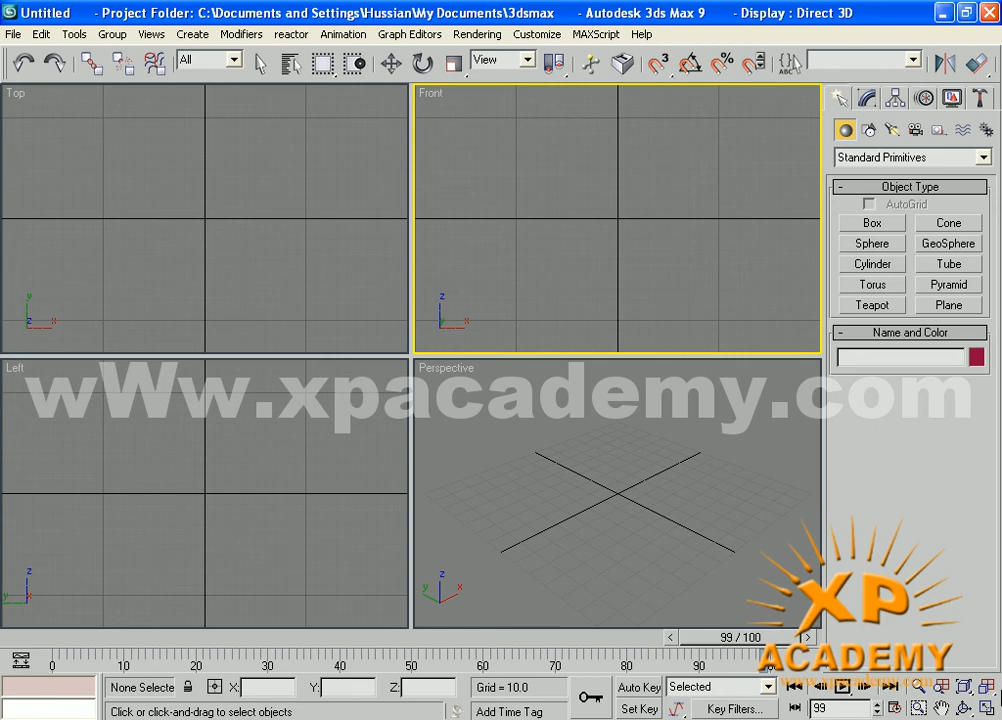 Untitled - Project Folder: C:\Documents and Settings\Hussian\My Documents\3dsmax - Autodesk 3ds Max 9 - Display : Direct 3D
File Edit Tools Group Views Create Modifiers reactor Animation Graph Editors Rendering Customize MAXScript Help
All View
Top Front
Standard Primitives
- Object Type
AutoGrid
Box Cone
Sphere GeoSphere
Cylinder Tube
Torus Pyramid
Teapot Plane
- Name and Color
y z
z x y x
Left Perspective
wWw.xpacademy.com
z z
y x y x
XP
ACADEMY
www.xpacademy.com
< 99 / 100 >
0 10 20 30 40 50 60 70 80 90
None Selecte X: Y: Z: Grid = 10.0 Auto Key Selected
Click or click-and-drag to select objects Add Time Tag Set Key Key Filters... 99